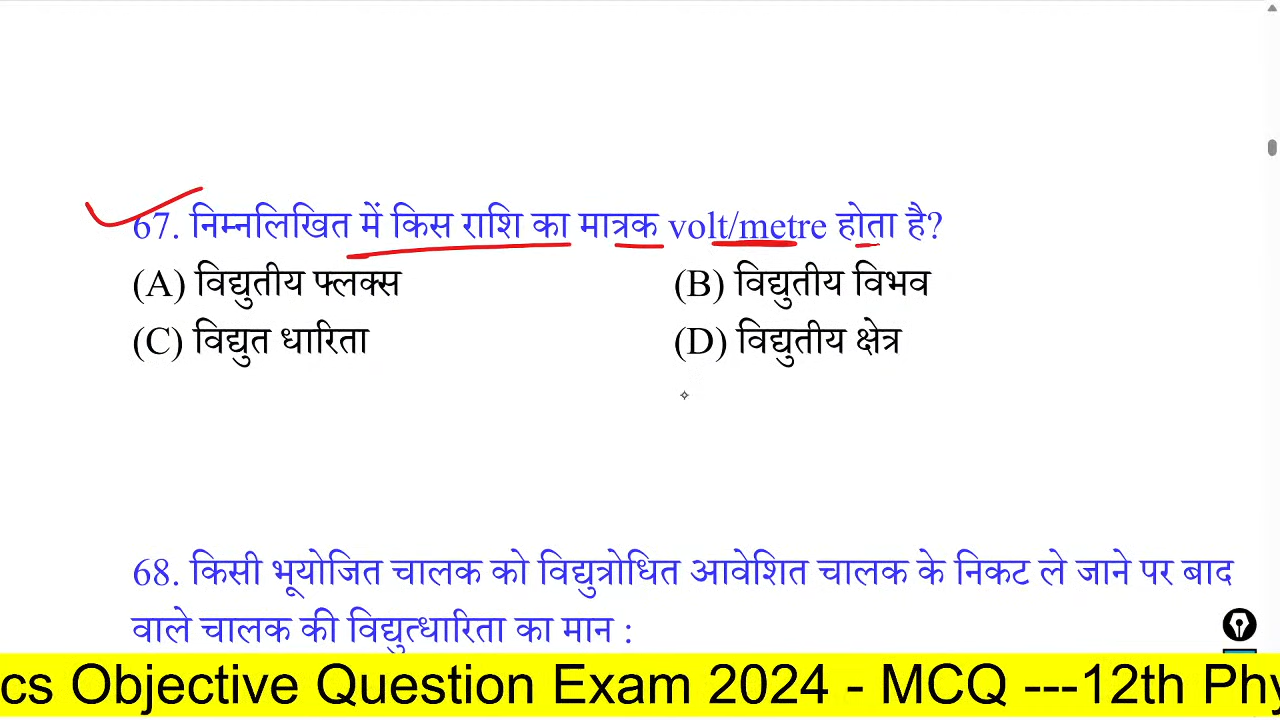 67. निम्नलिखित में किस राशि का मात्रक volt/metre होता है?
(A) विद्युतीय फ्लक्स (B) विद्युतीय विभव
(C) विद्युत धारिता (D) विद्युतीय क्षेत्र
68. किसी भूयोजित चालक को विद्युत्रोधित आवेशित चालक के निकट ले जाने पर बाद
वाले चालक की विद्युत्धारिता का मान :
cs Objective Question Exam 2024 - MCQ ---12th Phy